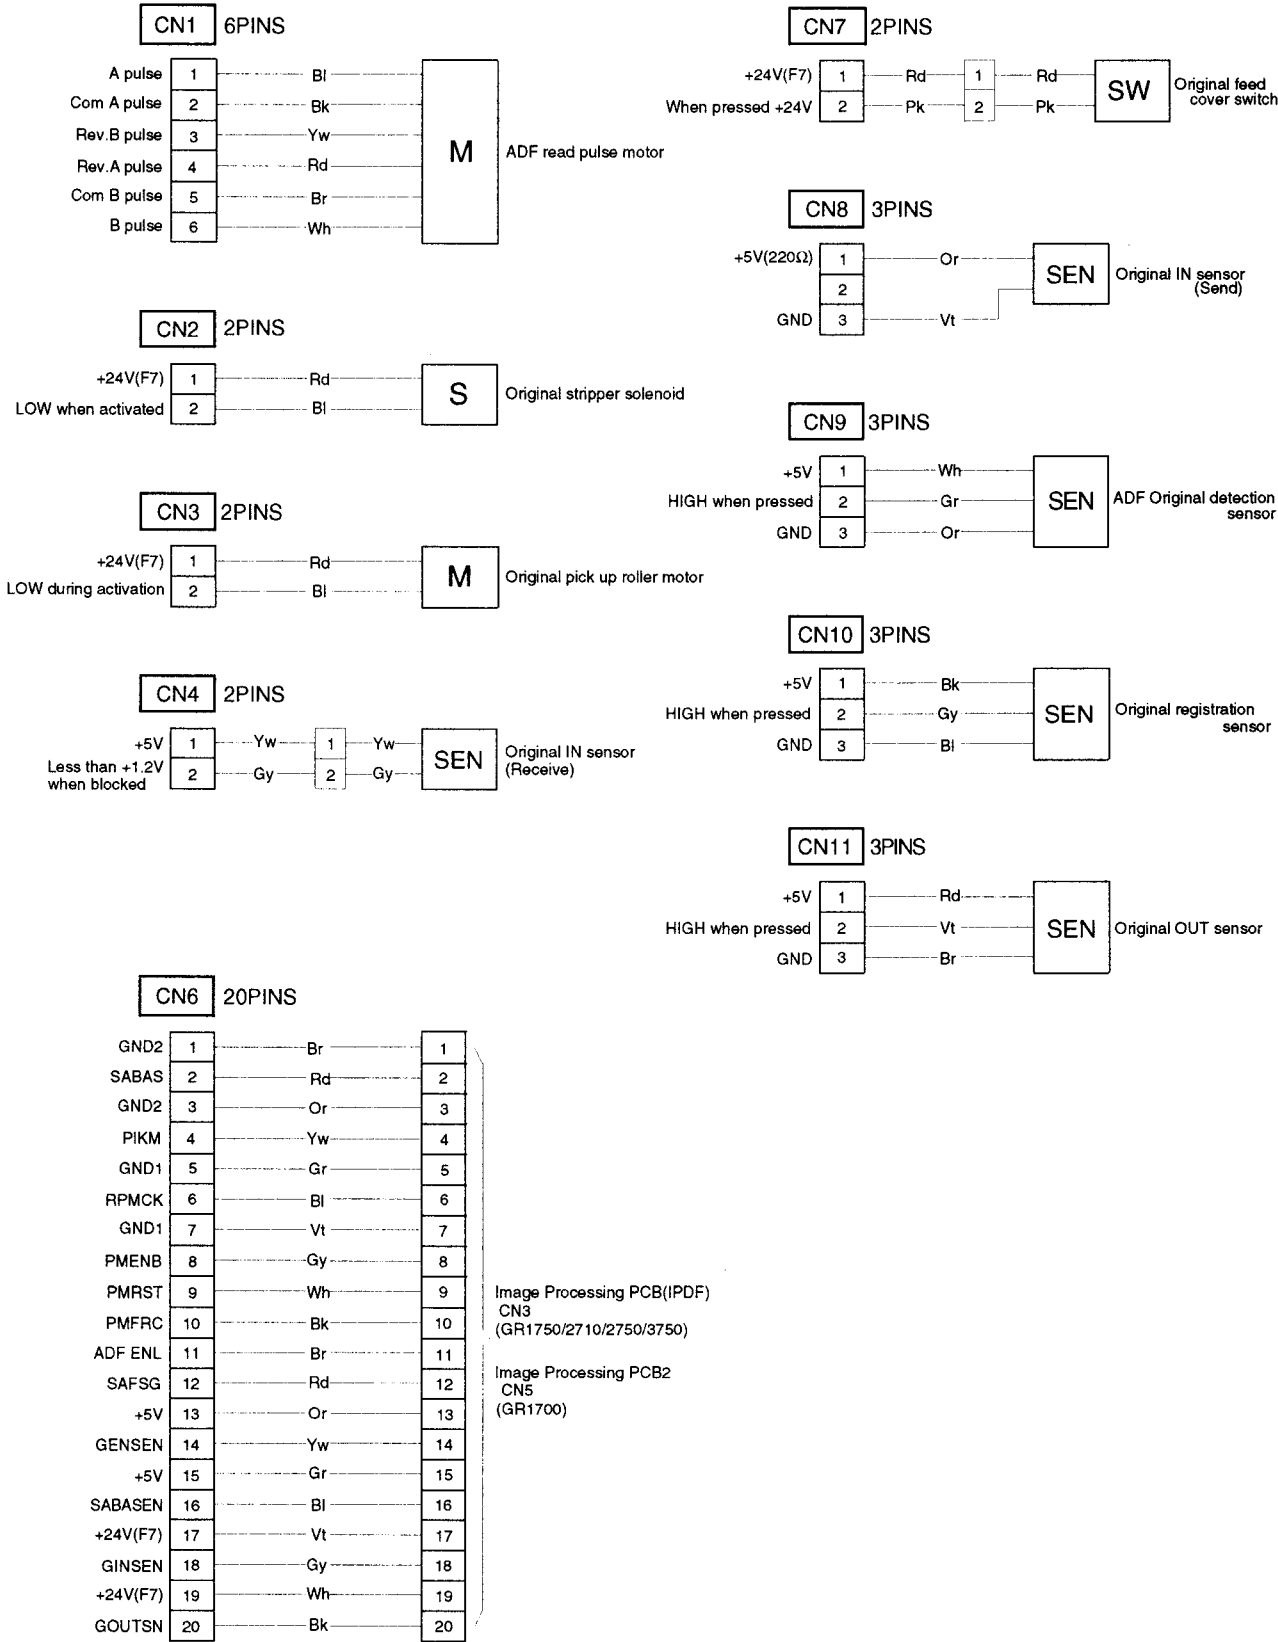 CN1 6PINS
A pulse 1 Bl
Com A pulse 2 Bk
Rev.B pulse 3 Yw
Rev.A pulse 4 Rd
Com B pulse 5 Br
B pulse 6 Wh
M ADF read pulse motor
CN2 2PINS
+24V(F7) 1 Rd
LOW when activated 2 Bl
S Original stripper solenoid
CN3 2PINS
+24V(F7) 1 Rd
LOW during activation 2 Bl
M Original pick up roller motor
CN4 2PINS
+5V 1 Yw 1 Yw
Less than +1.2V
when blocked 2 Gy 2 Gy
SEN Original IN sensor
(Receive)
CN6 20PINS
GND2 1 Br 1
SABAS 2 Rd 2
GND2 3 Or 3
PIKM 4 Yw 4
GND1 5 Gr 5
RPMCK 6 Bl 6
GND1 7 Vt 7
PMENB 8 Gy 8
PMRST 9 Wh 9
PMFRC 10 Bk 10
ADF ENL 11 Br 11
SAFSG 12 Rd 12
+5V 13 Or 13
GENSEN 14 Yw 14
+5V 15 Gr 15
SABASEN 16 Bl 16
+24V(F7) 17 Vt 17
GINSEN 18 Gy 18
+24V(F7) 19 Wh 19
GOUTSN 20 Bk 20
Image Processing PCB(IPDF)
CN3
(GR1750/2710/2750/3750)
Image Processing PCB2
CN5
(GR1700)
CN7 2PINS
+24V(F7) 1 Rd 1 Rd
When pressed +24V 2 Pk 2 Pk
SW Original feed
cover switch
CN8 3PINS
+5V(220Ω) 1 Or
2
GND 3 Vt
SEN Original IN sensor
(Send)
CN9 3PINS
+5V 1 Wh
HIGH when pressed 2 Gr
GND 3 Or
SEN ADF Original detection
sensor
CN10 3PINS
+5V 1 Bk
HIGH when pressed 2 Gy
GND 3 Bl
SEN Original registration
sensor
CN11 3PINS
+5V 1 Rd
HIGH when pressed 2 Vt
GND 3 Br
SEN Original OUT sensor